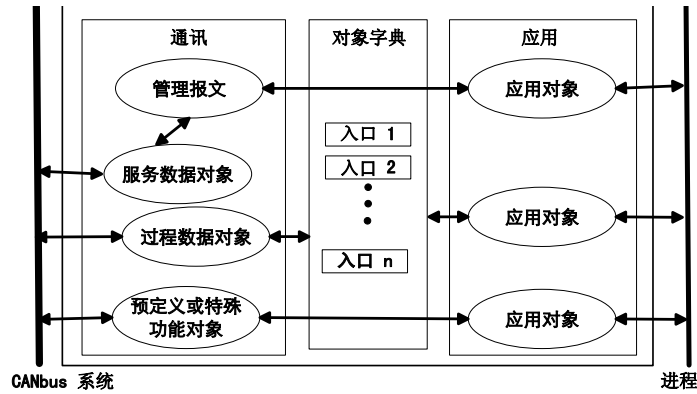 通讯
对象字典
应用
管理报文
应用对象
入口 1
入口 2
服务数据对象
过程数据对象
应用对象
入口 n
预定义或特殊
功能对象
应用对象
CANbus 系统
进程